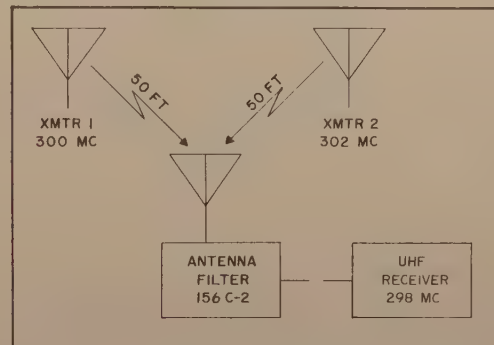 50 FT
50 FT
XMTR 1
300 MC
XMTR 2
302 MC
ANTENNA
FILTER
156 C-2
UHF
RECEIVER
298 MC